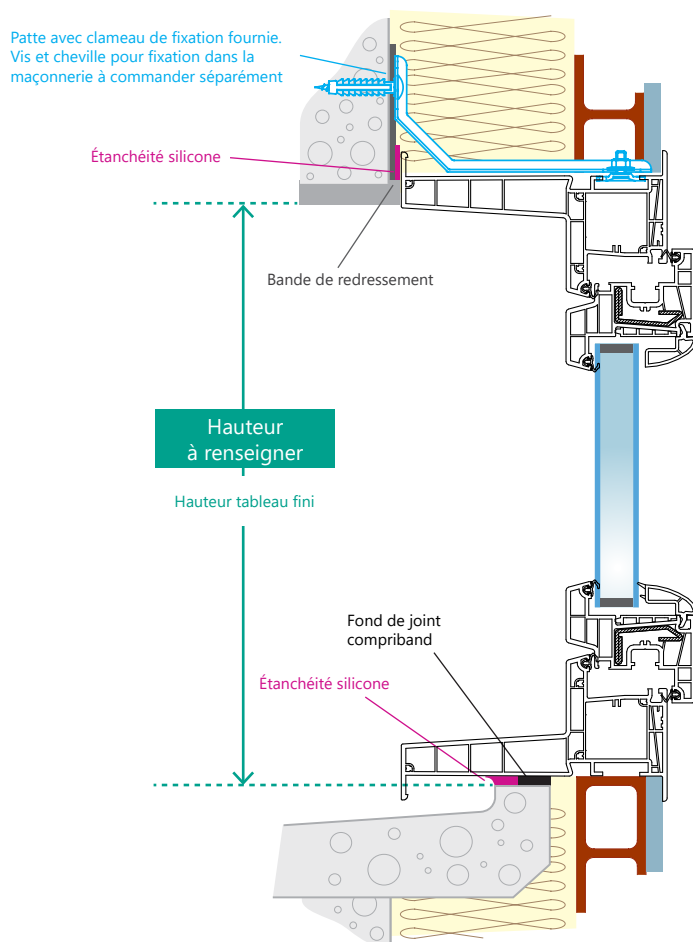 Patte avec clameau de fixation fournie.
Vis et cheville pour fixation dans la
maçonnerie à commander séparément
Étanchéité silicone
Bande de redressement
Hauteur
à renseigner
Hauteur tableau fini
Fond de joint
compriband
Étanchéité silicone